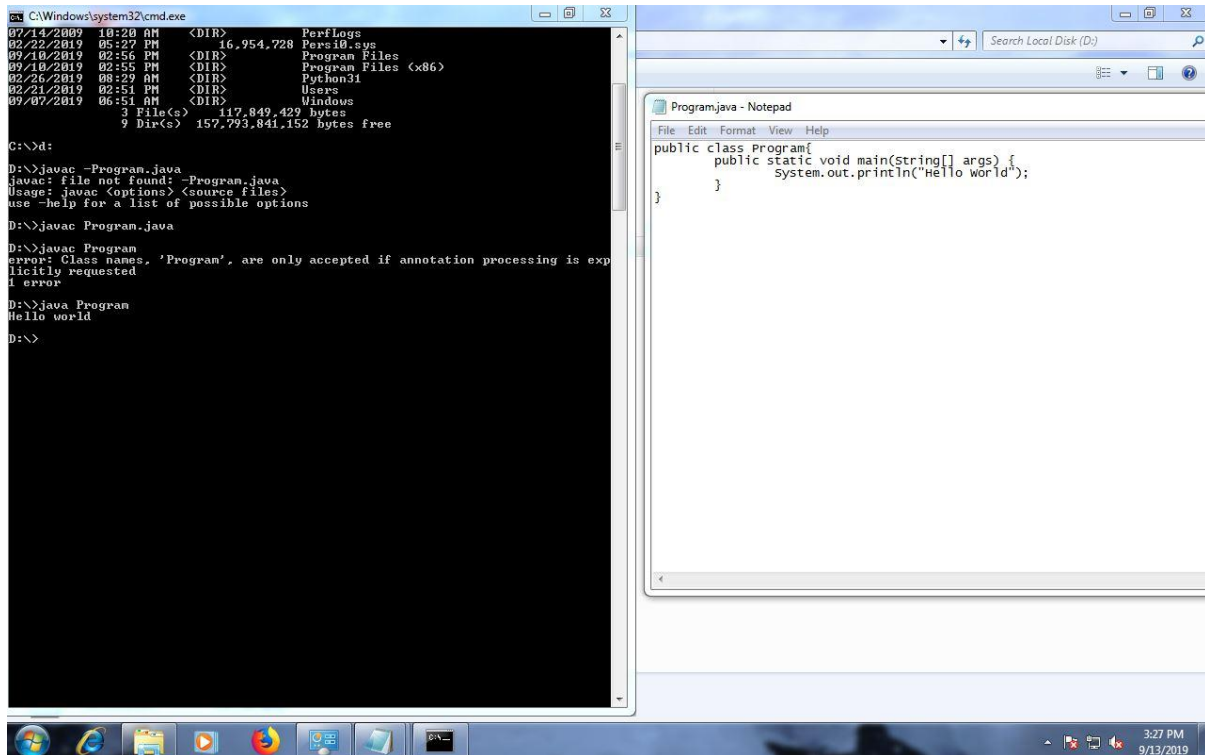 C:\Windows\system32\cmd.exe
07/14/2009  10:20 AM    <DIR>          PerfLogs
02/22/2019  05:27 PM        16,954,728 Persi0.sys
09/10/2019  02:56 PM    <DIR>          Program Files
09/10/2019  02:55 PM    <DIR>          Program Files (x86)
02/26/2019  08:29 AM    <DIR>          Python31
02/21/2019  02:51 PM    <DIR>          Users
09/07/2019  06:51 AM    <DIR>          Windows
3 File(s)    117,849,429 bytes
9 Dir(s)  157,793,841,152 bytes free
C:\>d:
D:\>javac -Program.java
javac: file not found: -Program.java
Usage: javac <options> <source files>
use -help for a list of possible options
D:\>javac Program.java
D:\>javac Program
error: Class names, 'Program', are only accepted if annotation processing is exp
licitly requested
1 error
D:\>java Program
Hello world
D:\>
Search Local Disk (D:)
Program.java - Notepad
File Edit Format View Help
public class Program{
public static void main(String[] args) {
System.out.println("Hello world");
}
}
3:27 PM
9/13/2019